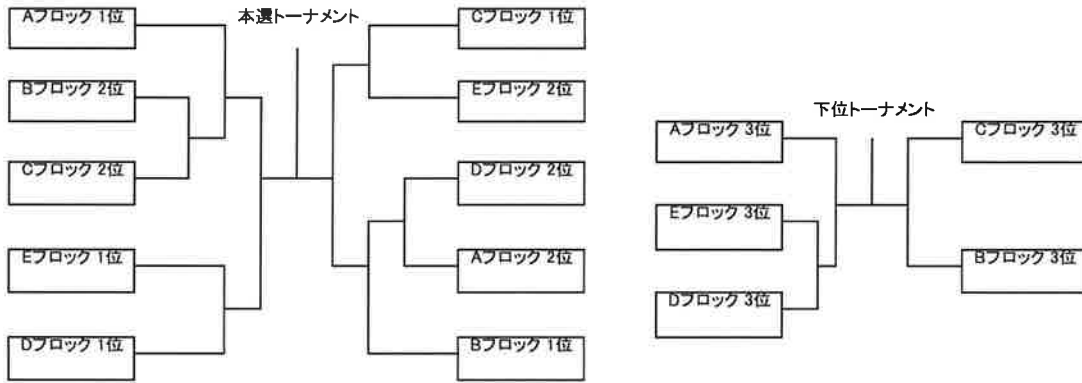 本選トーナメント
Aブロック 1位
Bブロック 2位
Cブロック 2位
Eブロック 1位
Dブロック 1位
Cブロック 1位
Eブロック 2位
Dブロック 2位
Aブロック 2位
Bブロック 1位
下位トーナメント
Aブロック 3位
Eブロック 3位
Dブロック 3位
Cブロック 3位
Bブロック 3位